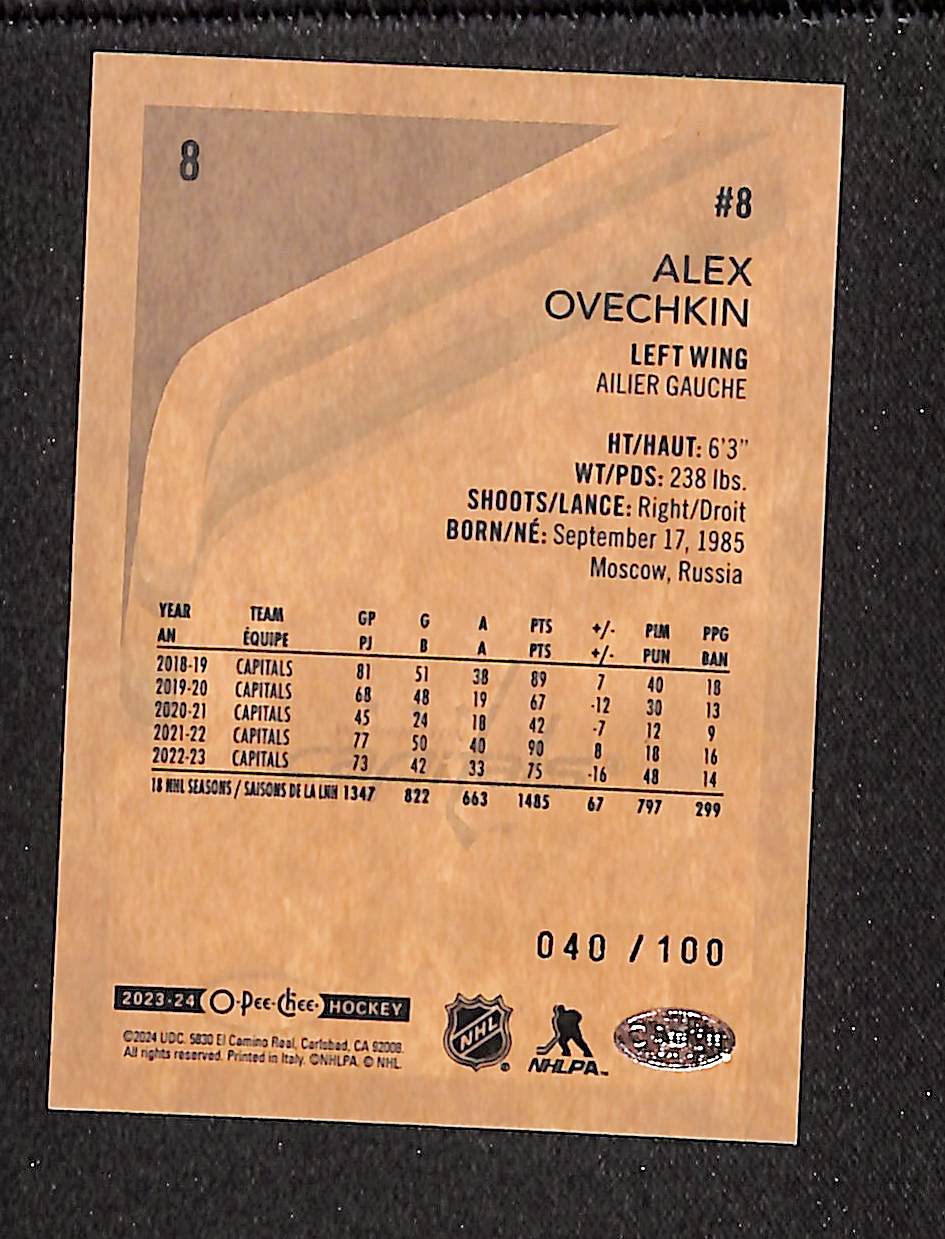 8
#8
ALEX
OVECHKIN
LEFT WING
AILIER GAUCHE
HT/HAUT: 6'3"
WT/PDS: 238 lbs.
SHOOTS/LANCE: Right/Droit
BORN/NÉ: September 17, 1985
Moscow, Russia
YEAR TEAM GP G A PTS +/- PIM PPG
AN ÉQUIPE PJ B A PTS +/- PUN BAN
2018-19 CAPITALS 81 51 38 89 7 40 18
2019-20 CAPITALS 68 48 19 67 -12 30 13
2020-21 CAPITALS 45 24 18 42 -7 12 9
2021-22 CAPITALS 77 50 40 90 8 18 16
2022-23 CAPITALS 73 42 33 75 -16 48 14
18 NHL SEASONS / SAISONS DE LA LNH 1347 822 663 1485 67 797 299
040 / 100
2023-24 O-Pee-Chee HOCKEY
©2024 UDC. 5830 El Camino Real, Carlsbad, CA 92008.
All rights reserved. Printed in Italy. ©NHLPA. © NHL
NHL
NHLPA